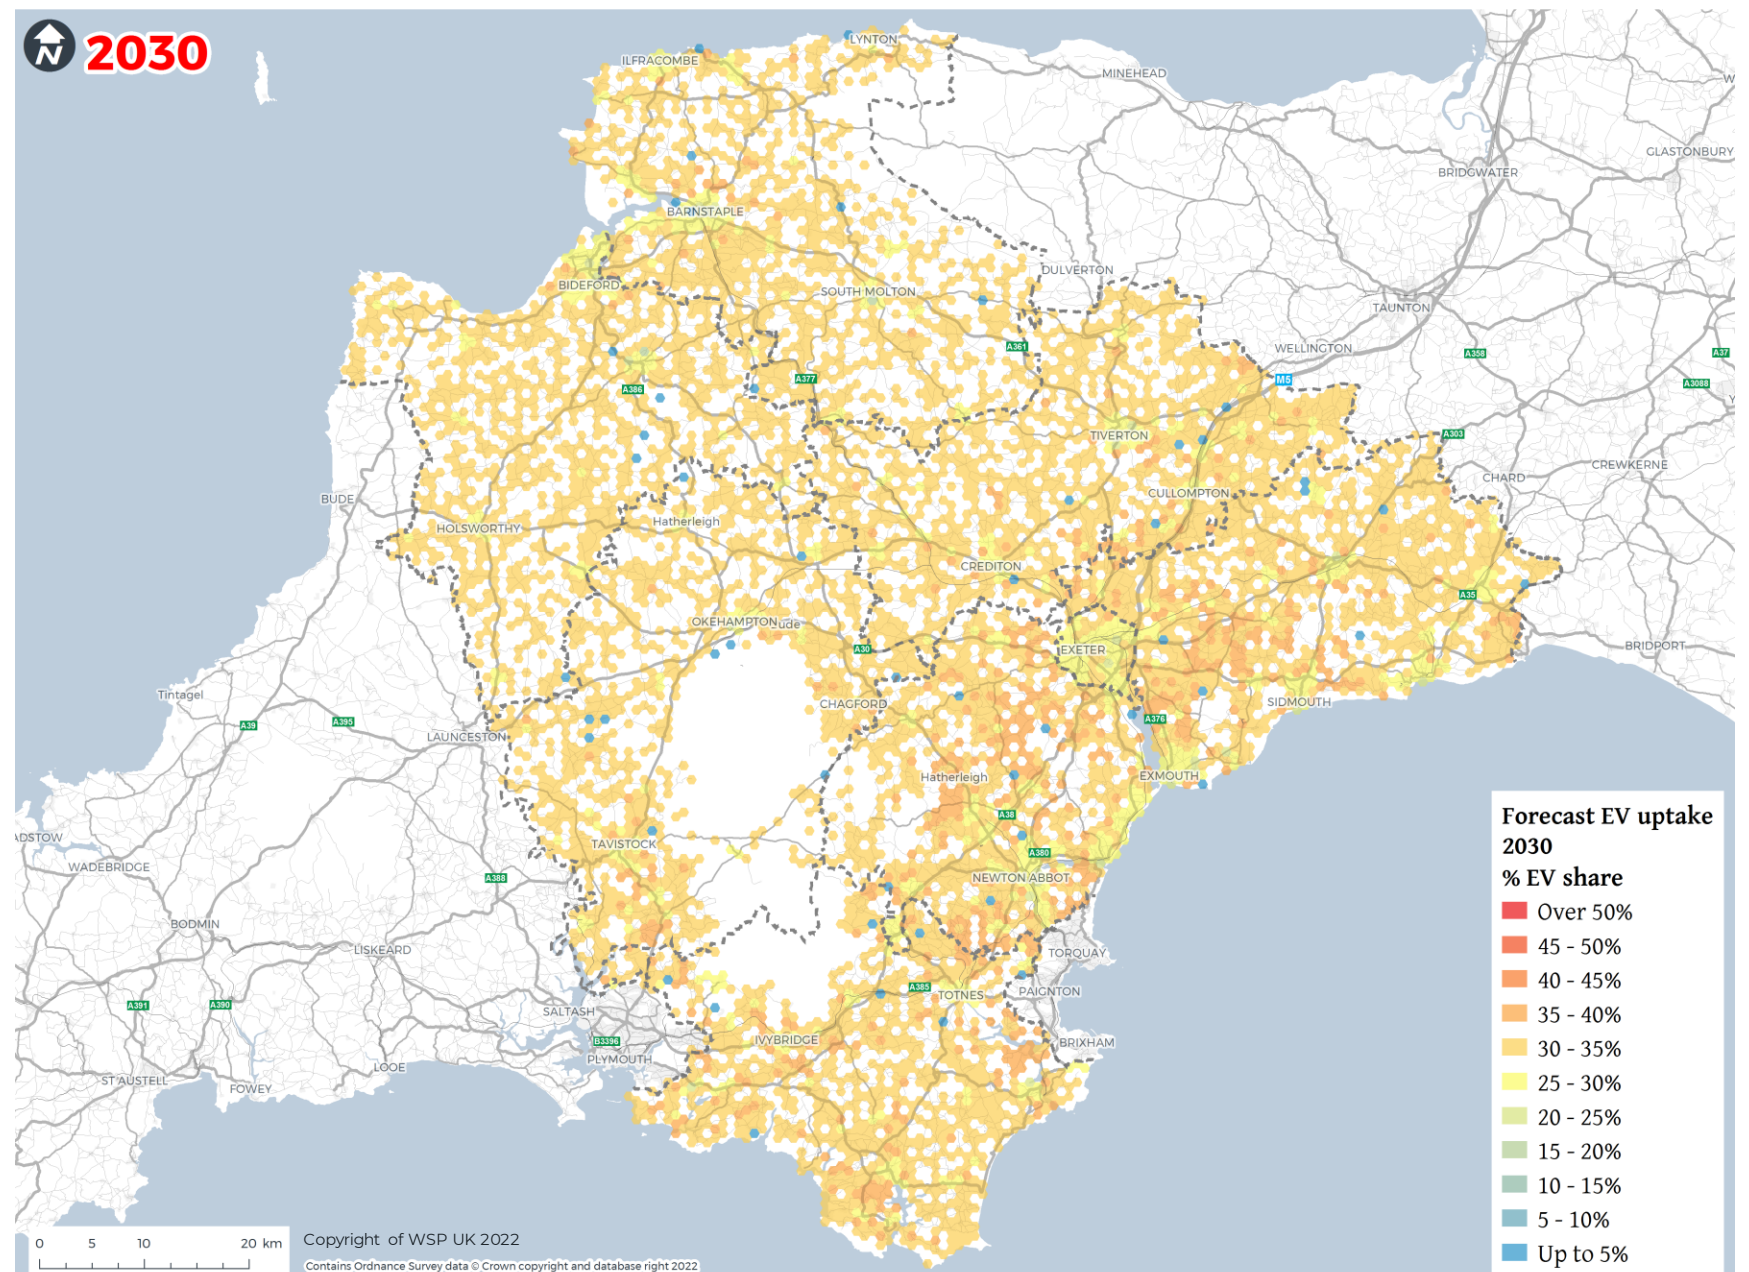 N
2030
LYNTON
ILFRACOMBE
MINEHEAD
GLASTONBURY
BRIDGWATER
BARNSTAPLE
DULVERTON
BIDEFORD
SOUTH MOLTON
TAUNTON
A361
WELLINGTON
A358
A37
A377
M5
A3088
A386
TIVERTON
A303
CREWKERNE
CHARD
BUDE
CULLOMPTON
HOLSWORTHY
Hatherleigh
CREDITON
A35
OKEHAMPTON
ude
A30
EXETER
BRIDPORT
Tintagel
CHAGFORD
SIDMOUTH
A39
A395
A376
LAUNCESTON
Hatherleigh
EXMOUTH
A38
ADSTOW
TAVISTOCK
A380
WADEBRIDGE
A388
NEWTON ABBOT
BODMIN
LISKEARD
TORQUAY
A385
A391
A390
SALTASH
TOTNES
PAIGNTON
B3396
IVYBRIDGE
BRIXHAM
PLYMOUTH
LOOE
ST AUSTELL
FOWEY
Forecast EV uptake
2030
% EV share
Over 50%
45 - 50%
40 - 45%
35 - 40%
30 - 35%
25 - 30%
20 - 25%
15 - 20%
10 - 15%
5 - 10%
Up to 5%
0 5 10 20 km
Copyright of WSP UK 2022
Contains Ordnance Survey data © Crown copyright and database right 2022